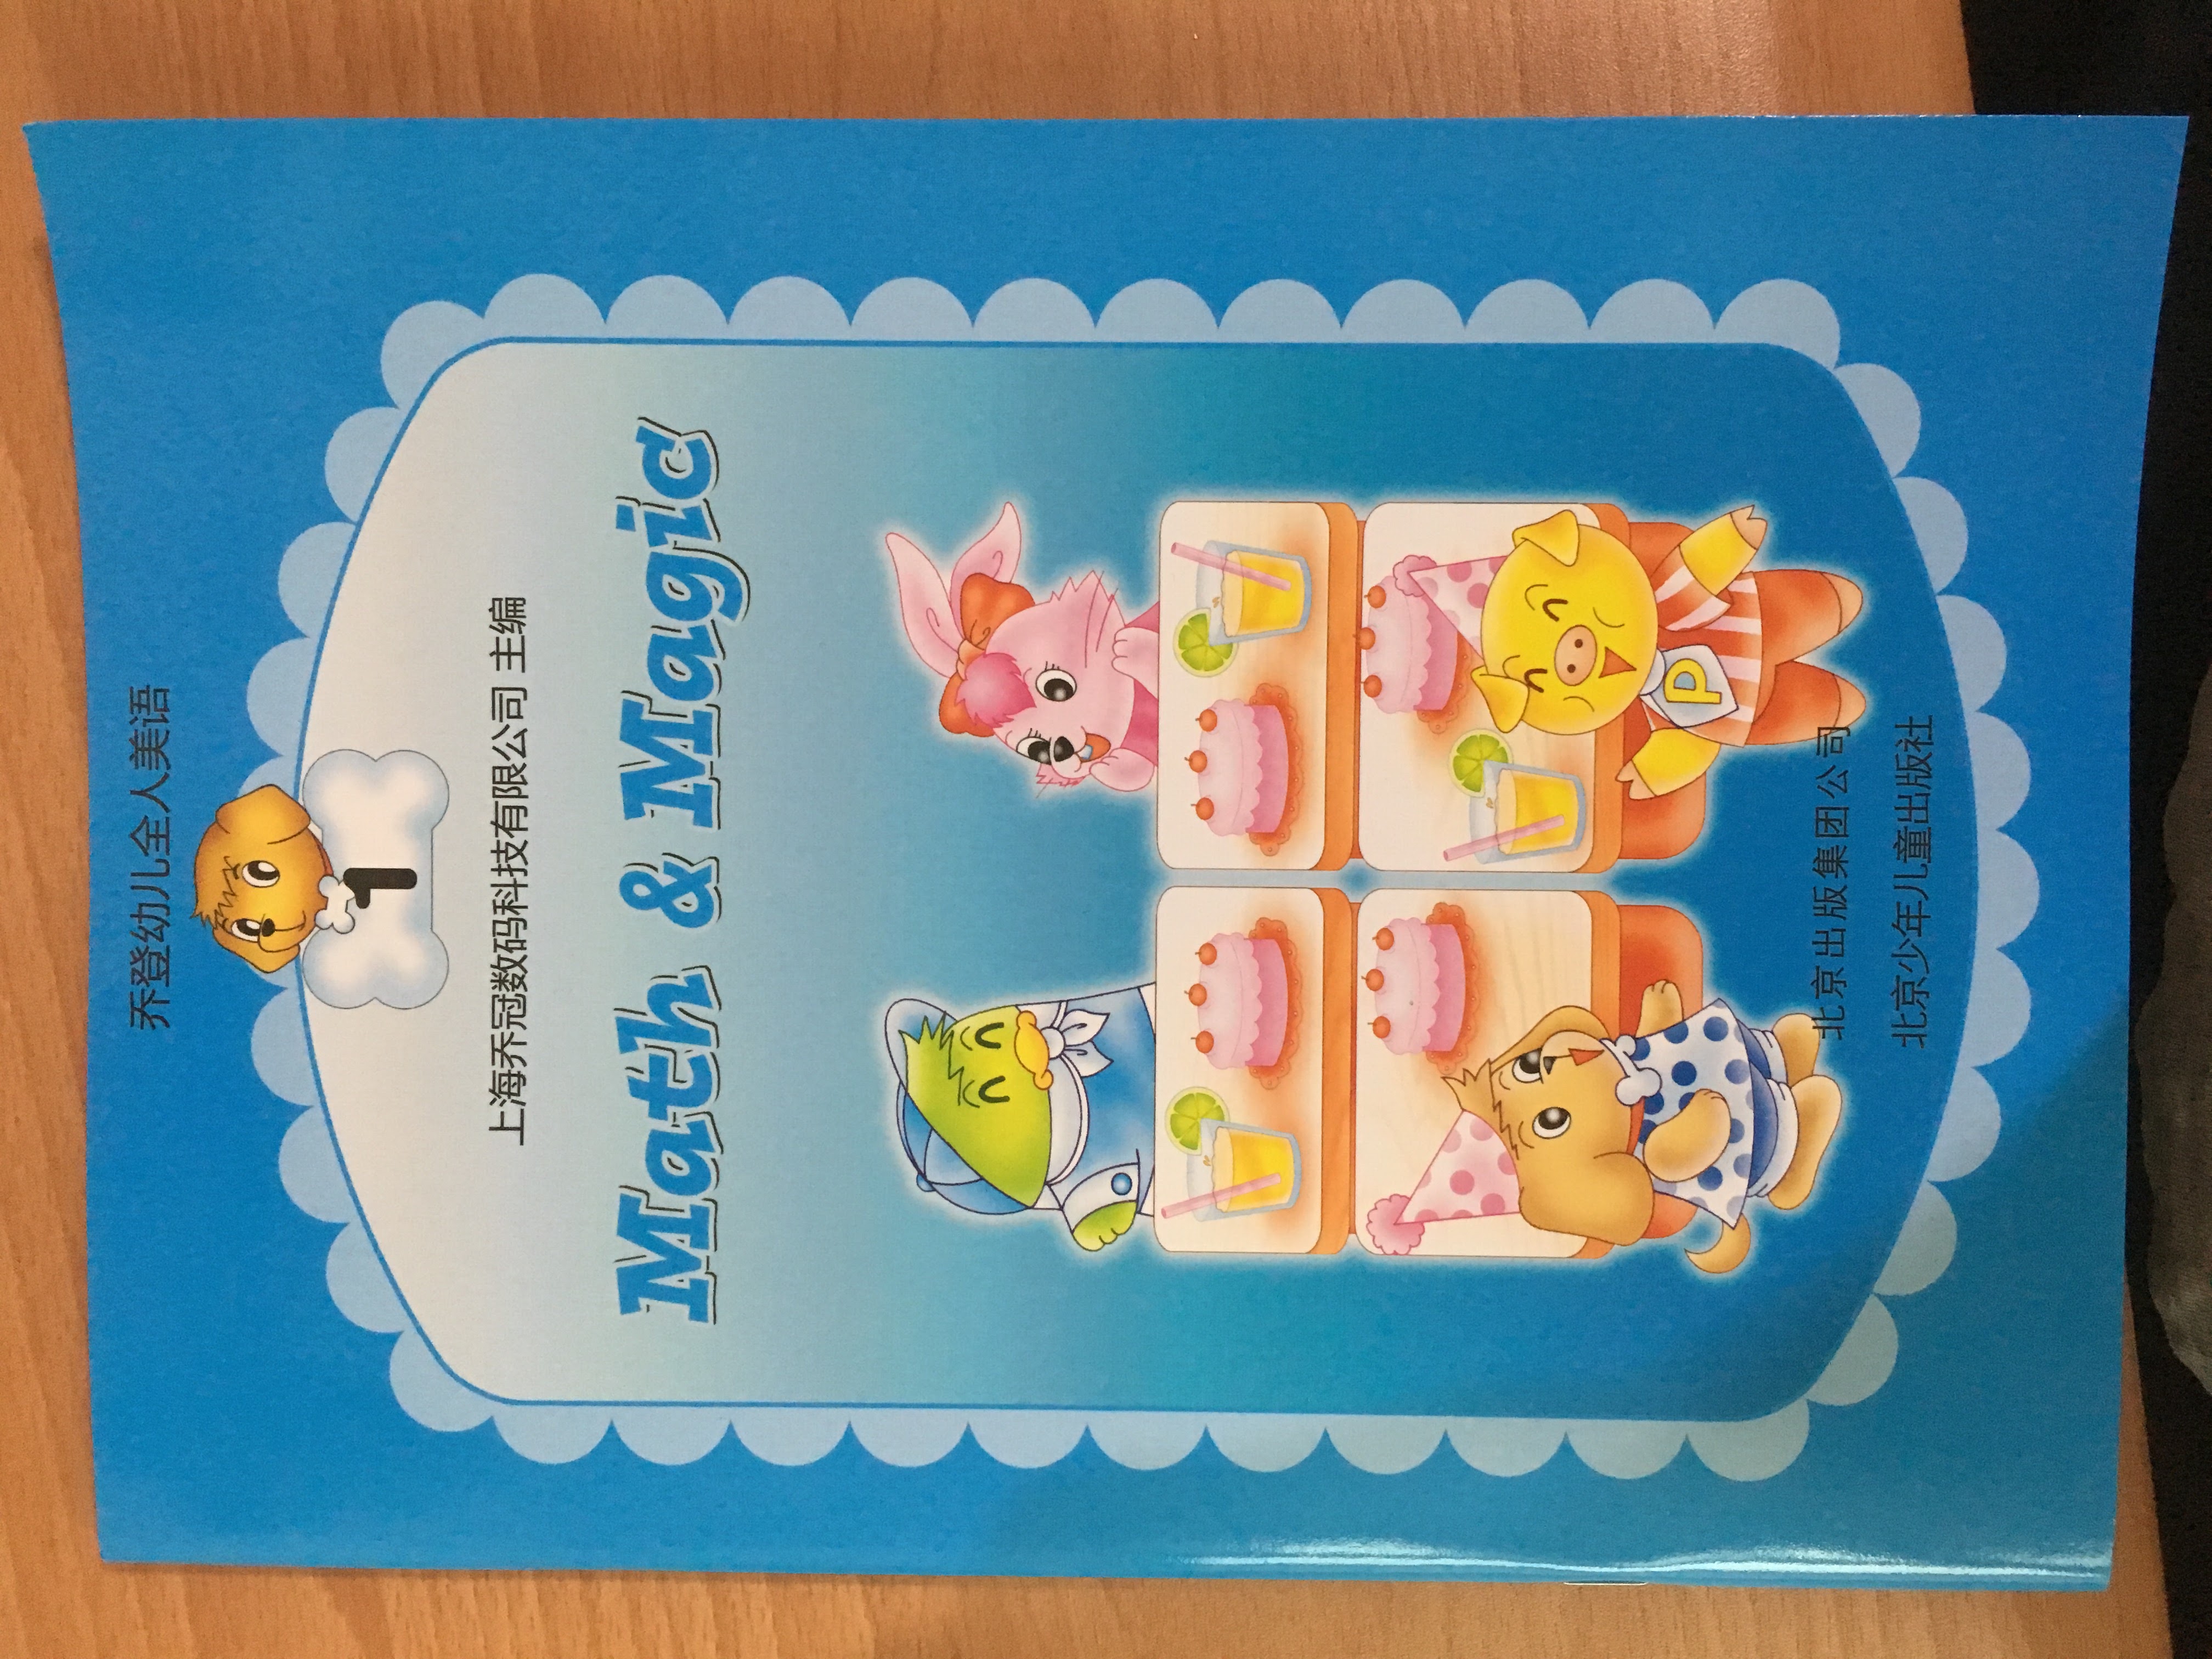 乔登幼儿全人美语
1
上海乔冠数码科技有限公司 主编
Math & Magic
P
北京出版集团公司
北京少年儿童出版社